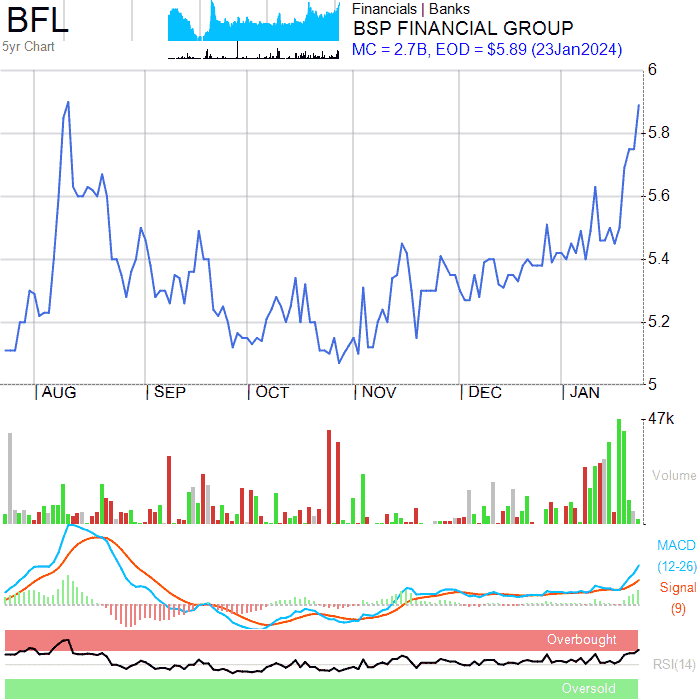 BFL
5yr Chart
Financials | Banks
BSP FINANCIAL GROUP
MC = 2.7B, EOD = $5.89 (23Jan2024)
6
5.8
5.6
5.4
5.2
5
AUG
SEP
OCT
NOV
DEC
JAN
47k
Volume
MACD
(12-26)
Signal
(9)
Overbought
RSI(14)
Oversold